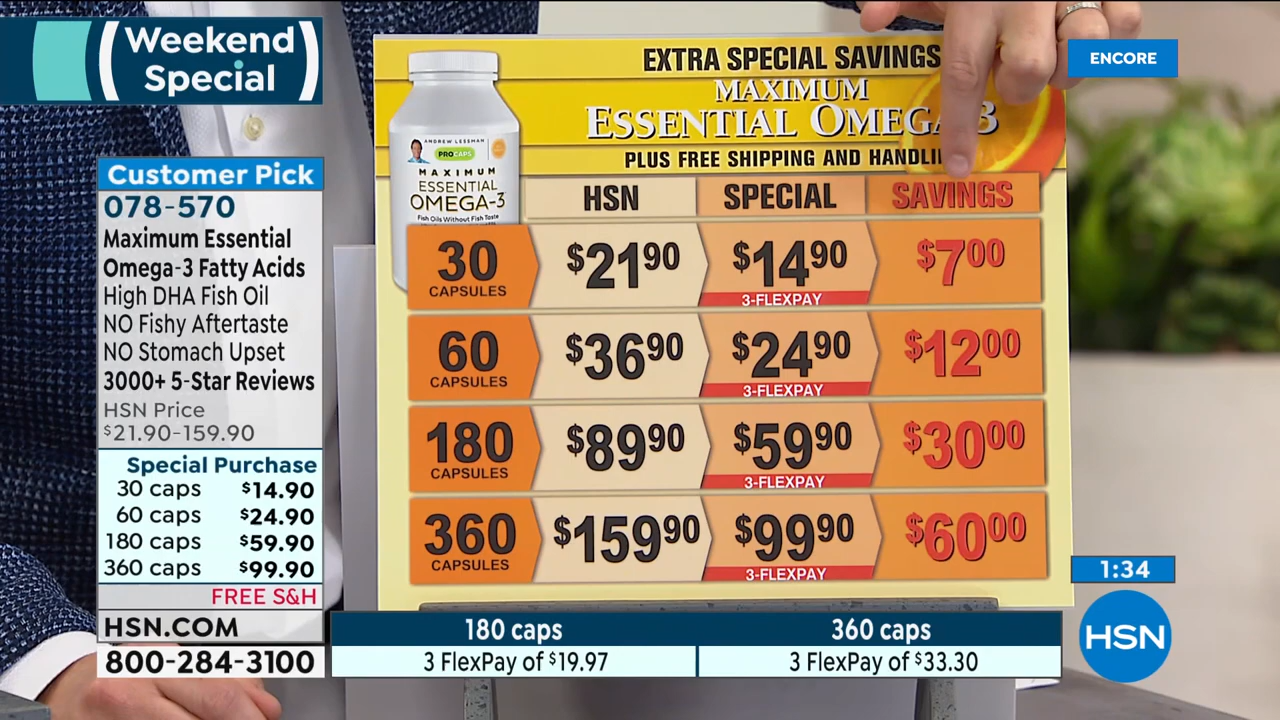 (Weekend Special)
ENCORE
Customer Pick
078-570
Maximum Essential
Omega-3 Fatty Acids
High DHA Fish Oil
NO Fishy Aftertaste
NO Stomach Upset
3000+ 5-Star Reviews
HSN Price
$21.90-159.90
Special Purchase
30 caps $14.90
60 caps $24.90
180 caps $59.90
360 caps $99.90
FREE S&H
HSN.COM
800-284-3100
EXTRA SPECIAL SAVINGS
MAXIMUM
ESSENTIAL 3
PLUS FREE SHIPPING AND
ANDREW LESSMAN
PROCAPS
MAXIMUM
ESSENTIAL
OMEGA-3
Fish Oils Without Fish Taste
HSN SPECIAL SAVINGS
30 CAPSULES $21.90 $14.90 3-FLEXPAY $7.00
60 CAPSULES $36.90 $24.90 3-FLEXPAY $12.00
180 CAPSULES $89.90 $59.90 3-FLEXPAY $30.00
360 CAPSULES $159.90 $99.90 3-FLEXPAY $60.00
1:34
HSN
180 caps 360 caps
3 FlexPay of $19.97 3 FlexPay of $33.30